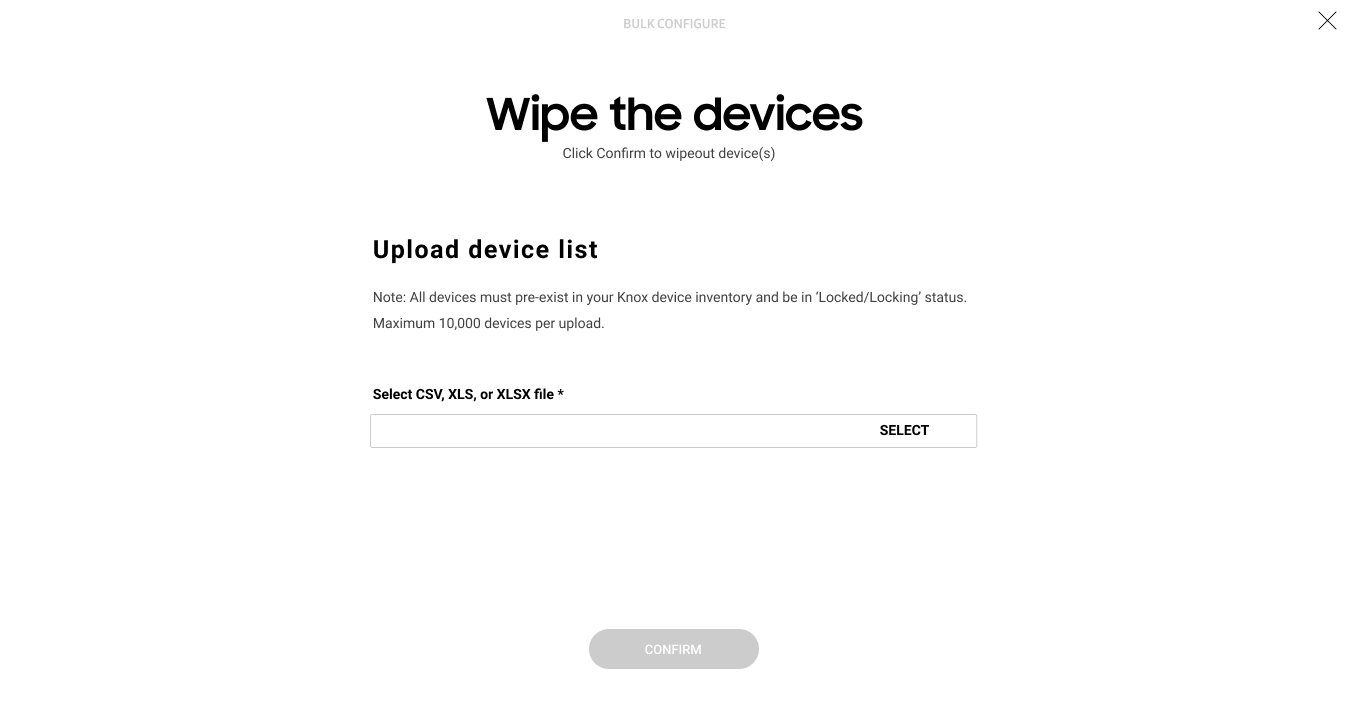 BULK CONFIGURE
Wipe the devices
Click Confirm to wipeout device(s)
Upload device list
Note: All devices must pre-exist in your Knox device inventory and be in ‘Locked/Locking’ status.
Maximum 10,000 devices per upload.
Select CSV, XLS, or XLSX file *
SELECT
CONFIRM